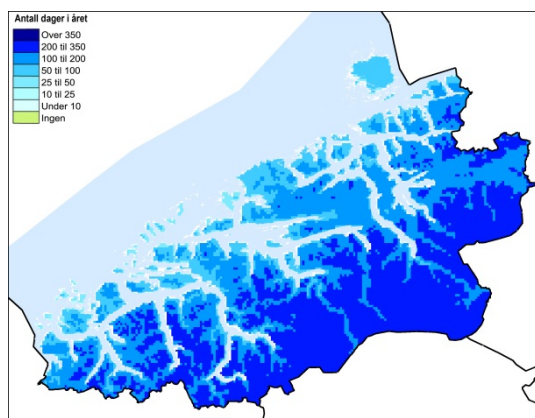 Antall dager i året
Over 350
200 til 350
100 til 200
50 til 100
25 til 50
10 til 25
Under 10
Ingen